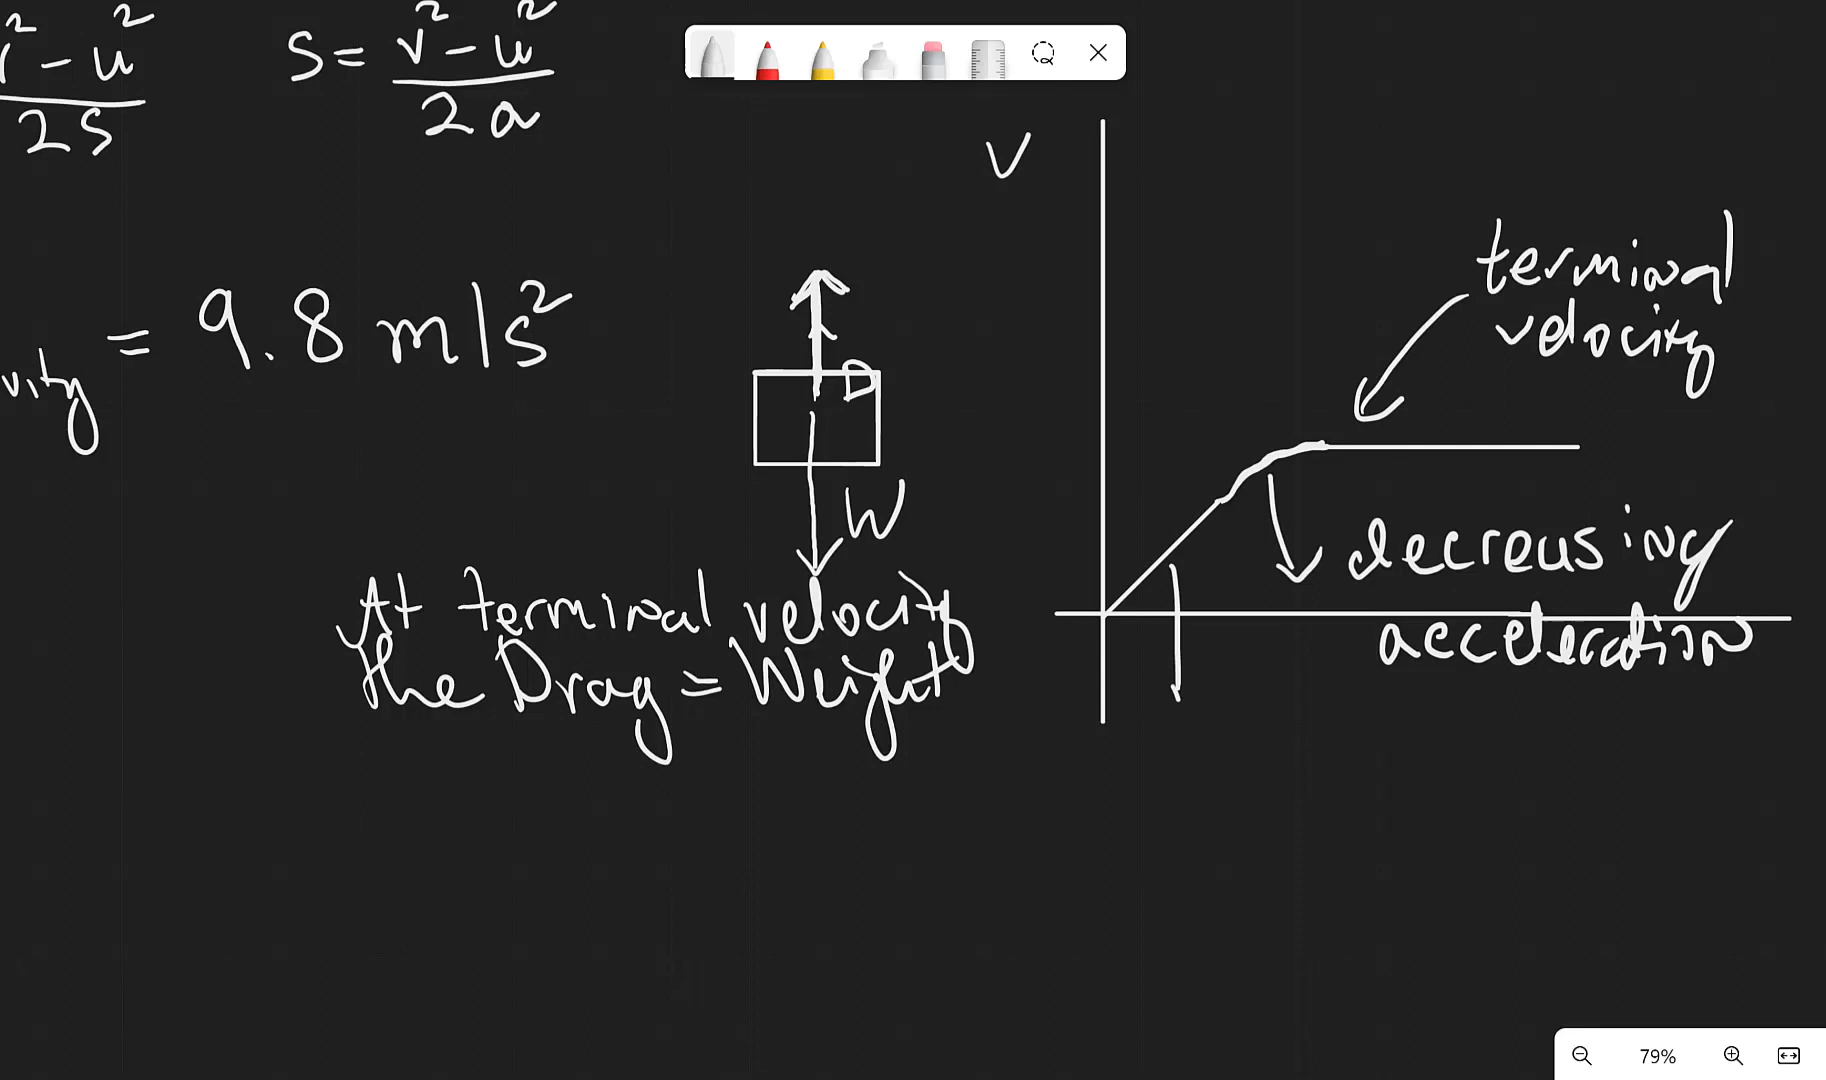 v² - u²
2S
S = v² - u²
2a
vity = 9.8 m/s²
D
W
At terminal velocity
the Drag = Weight
V
terminal
velocity
decreasing
acceleration
79%